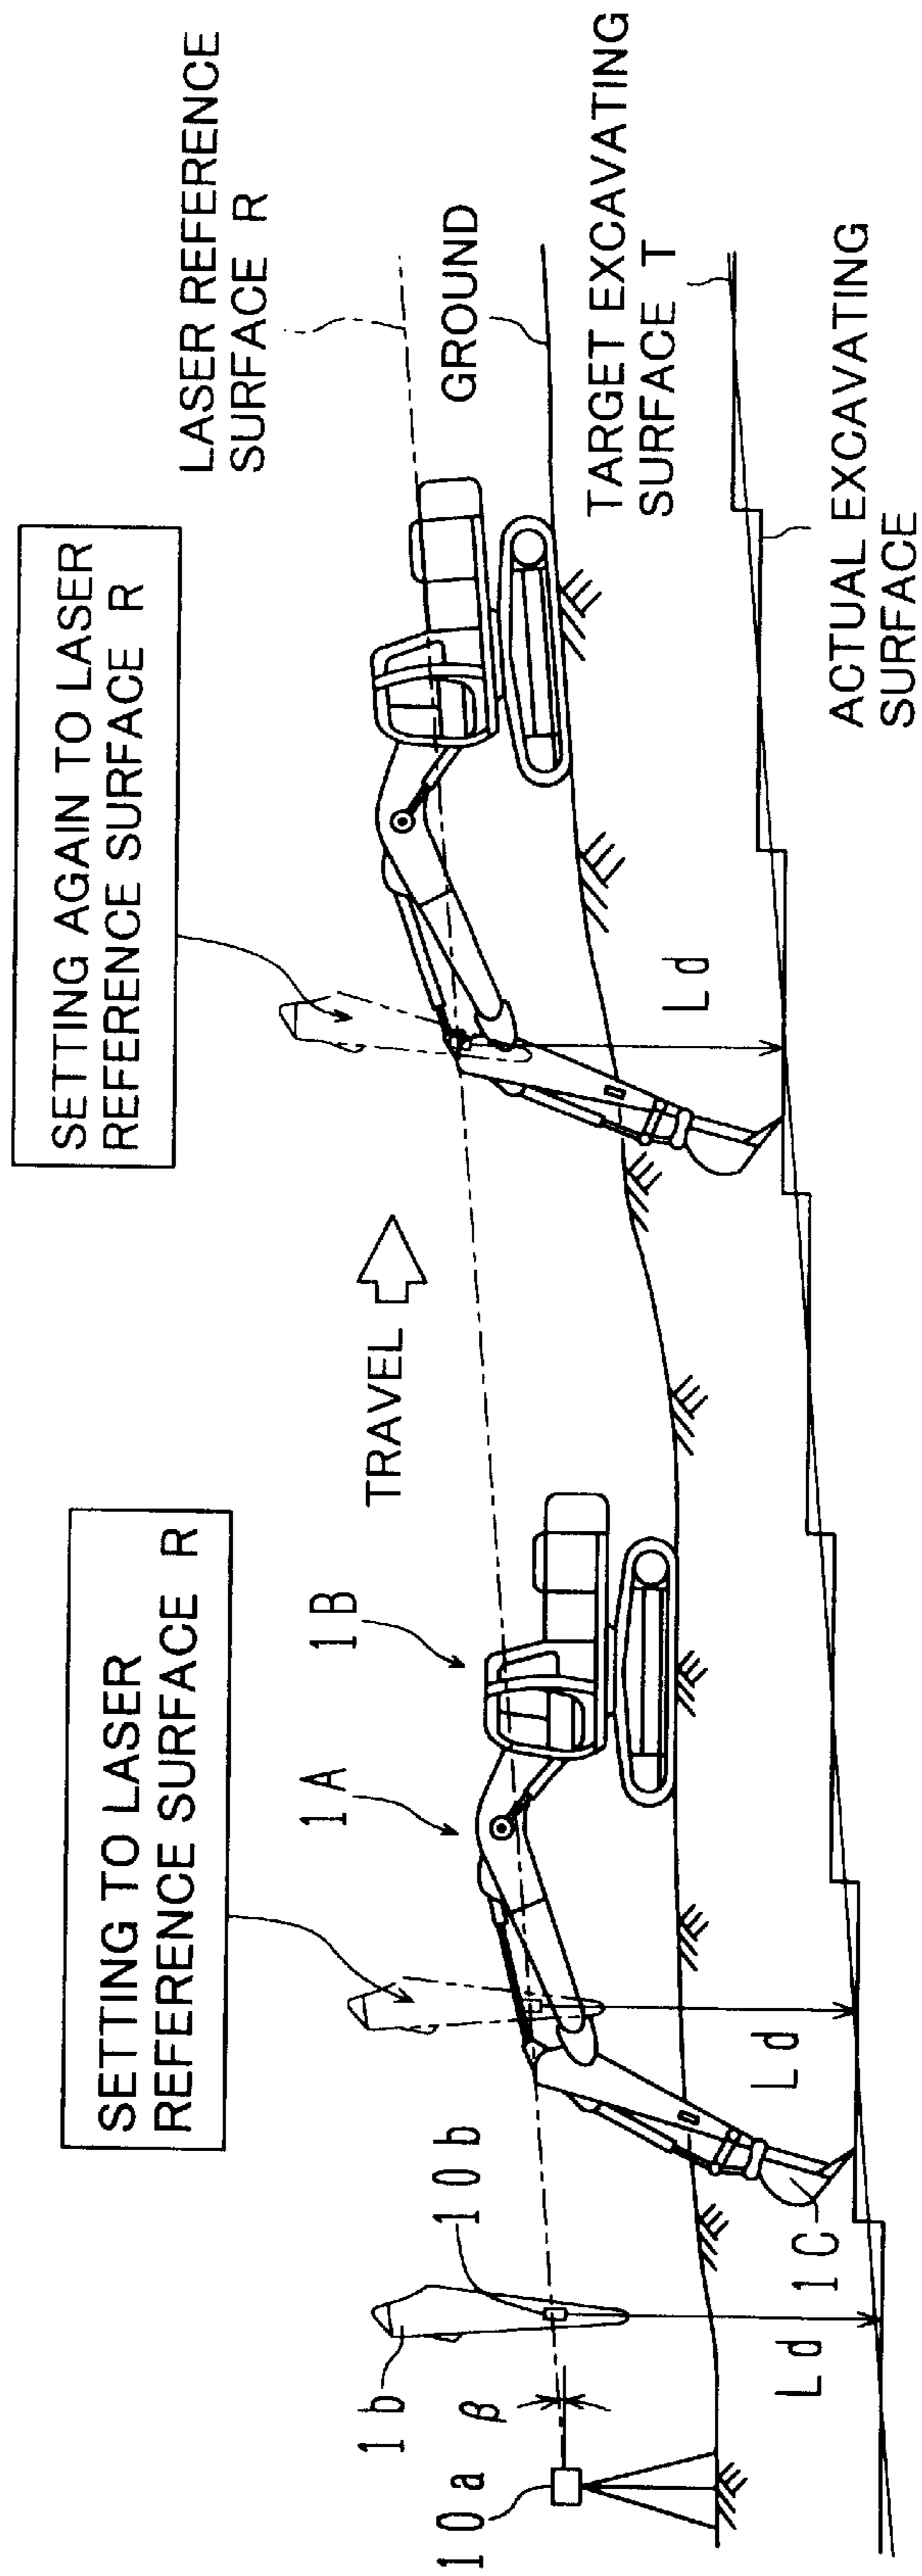 SETTING TO LASER
REFERENCE SURFACE R
SETTING AGAIN TO LASER
REFERENCE SURFACE R
LASER REFERENCE
SURFACE R
1b
10b
1A
1B
TRAVEL
GROUND
10a
β
TARGET EXCAVATING
SURFACE T
Ld
1C
Ld
Ld
ACTUAL EXCAVATING
SURFACE